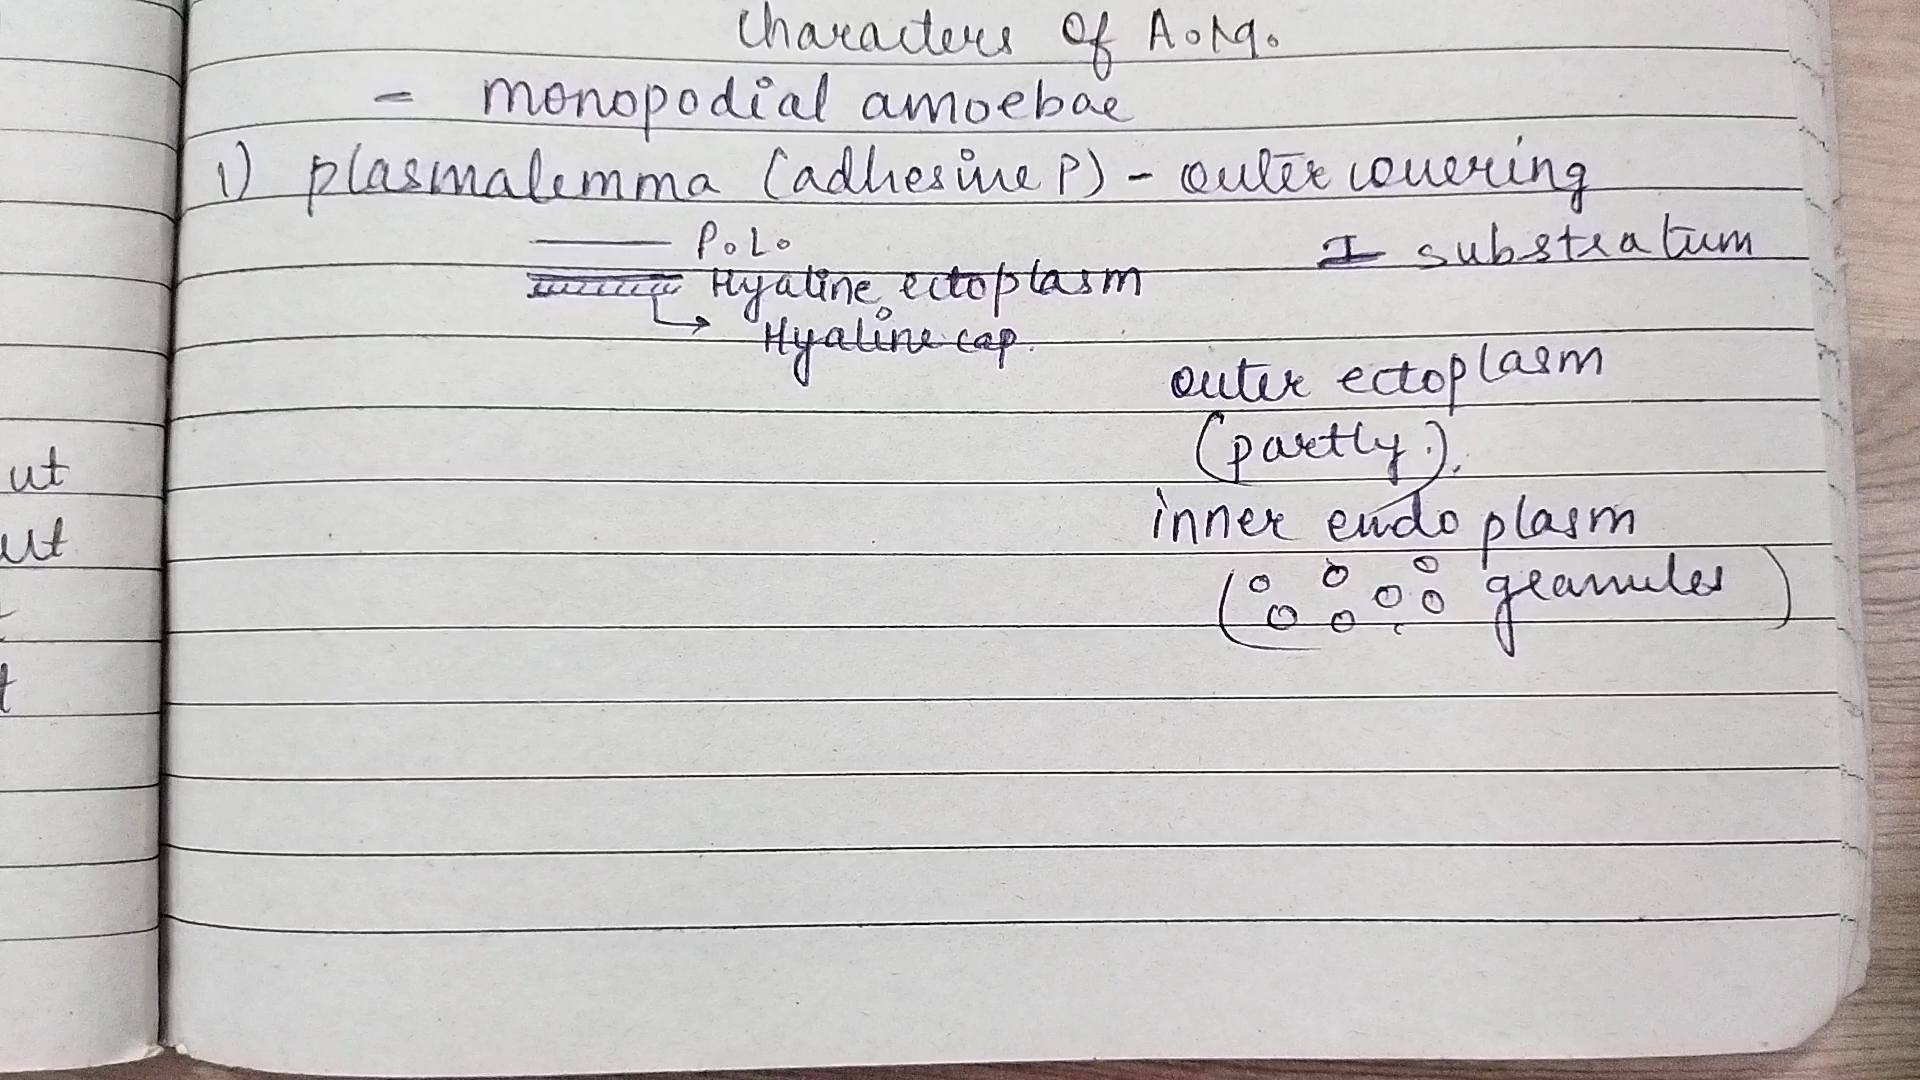 ut
ut
t
Characters of A.M.
- monopodial amoebae
1) plasmalemma (adhesive P) - outer covering
P.L.
I substratum
Hyaline ectoplasm
Hyaline cap.
outer ectoplasm
(partly).
inner endoplasm
( granules )